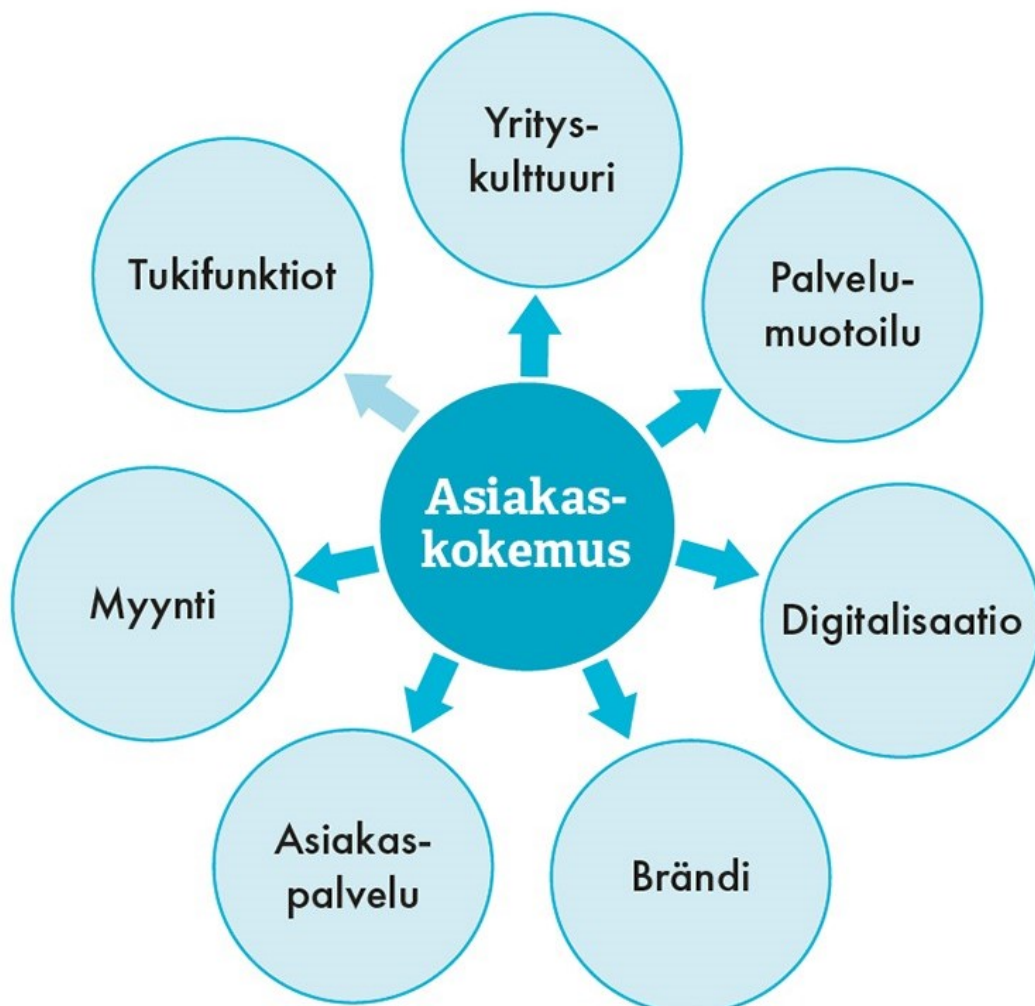 Yritys-
kulttuuri
Tukifunktiot
Palvelu-
muotoilu
Asiakas-
kokemus
Myynti
Digitalisaatio
Asiakas-
palvelu
Brändi